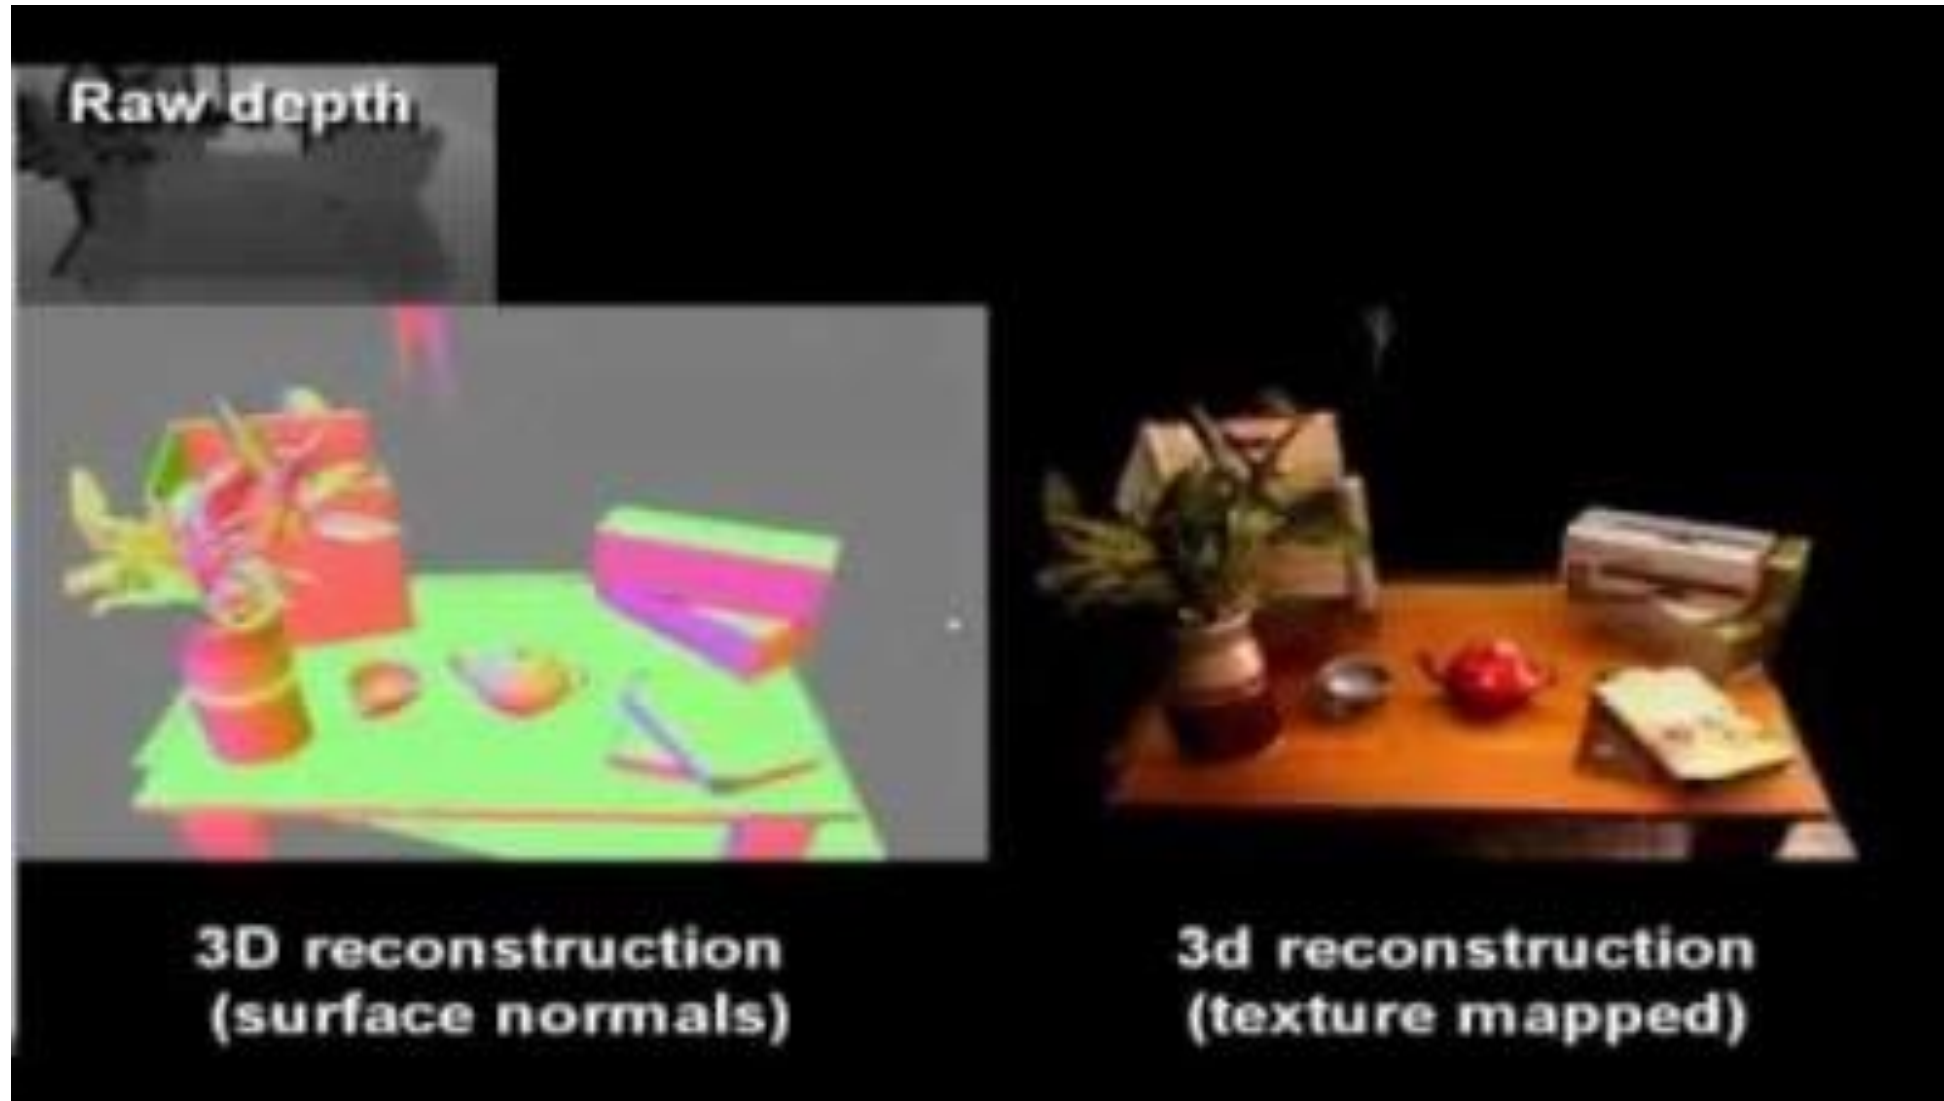 Raw depth
3D reconstruction
(surface normals)
3d reconstruction
(texture mapped)